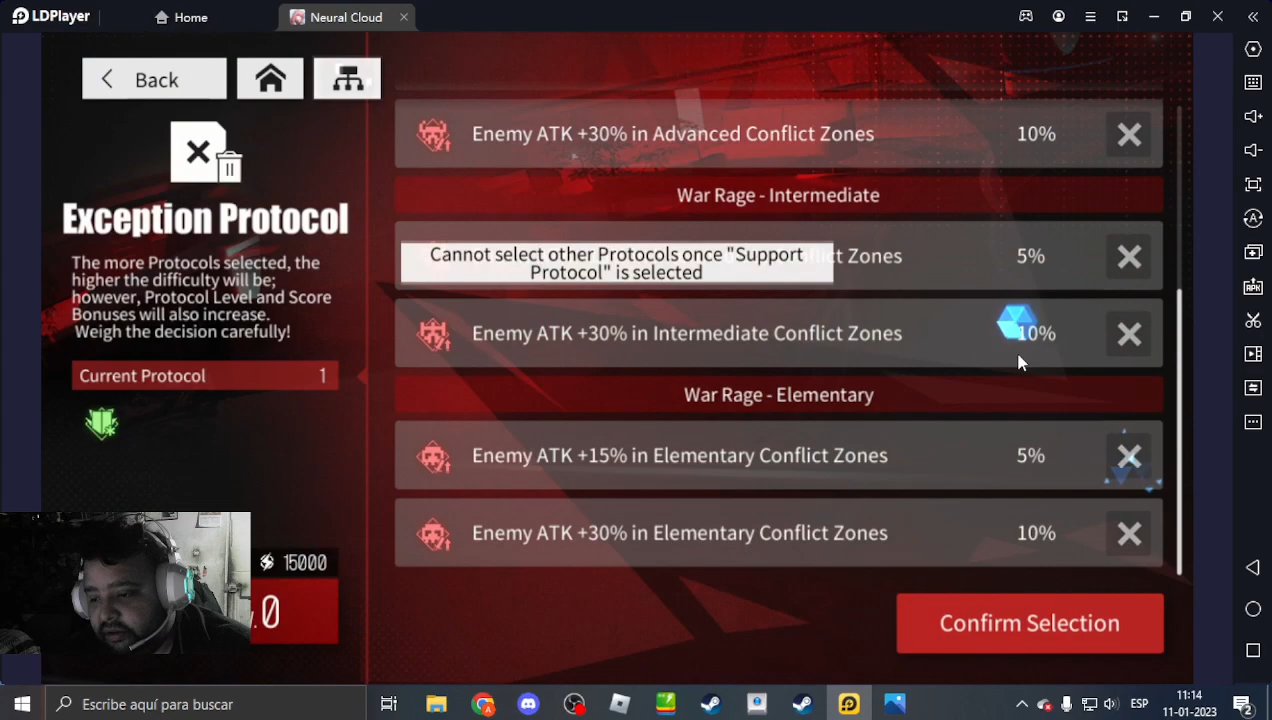 LDPlayer
Home
Neural Cloud
Back
Exception Protocol
The more Protocols selected, the
higher the difficulty will be;
however, Protocol Level and Score
Bonuses will also increase.
Weigh the decision carefully!
Current Protocol 1
15000
.0
Enemy ATK +30% in Advanced Conflict Zones 10%
War Rage - Intermediate
Cannot select other Protocols once "Support
Protocol" is selected
ct Zones 5%
Enemy ATK +30% in Intermediate Conflict Zones 10%
War Rage - Elementary
Enemy ATK +15% in Elementary Conflict Zones 5%
Enemy ATK +30% in Elementary Conflict Zones 10%
Confirm Selection
Escribe aquí para buscar
ESP
11:14
11-01-2023
2